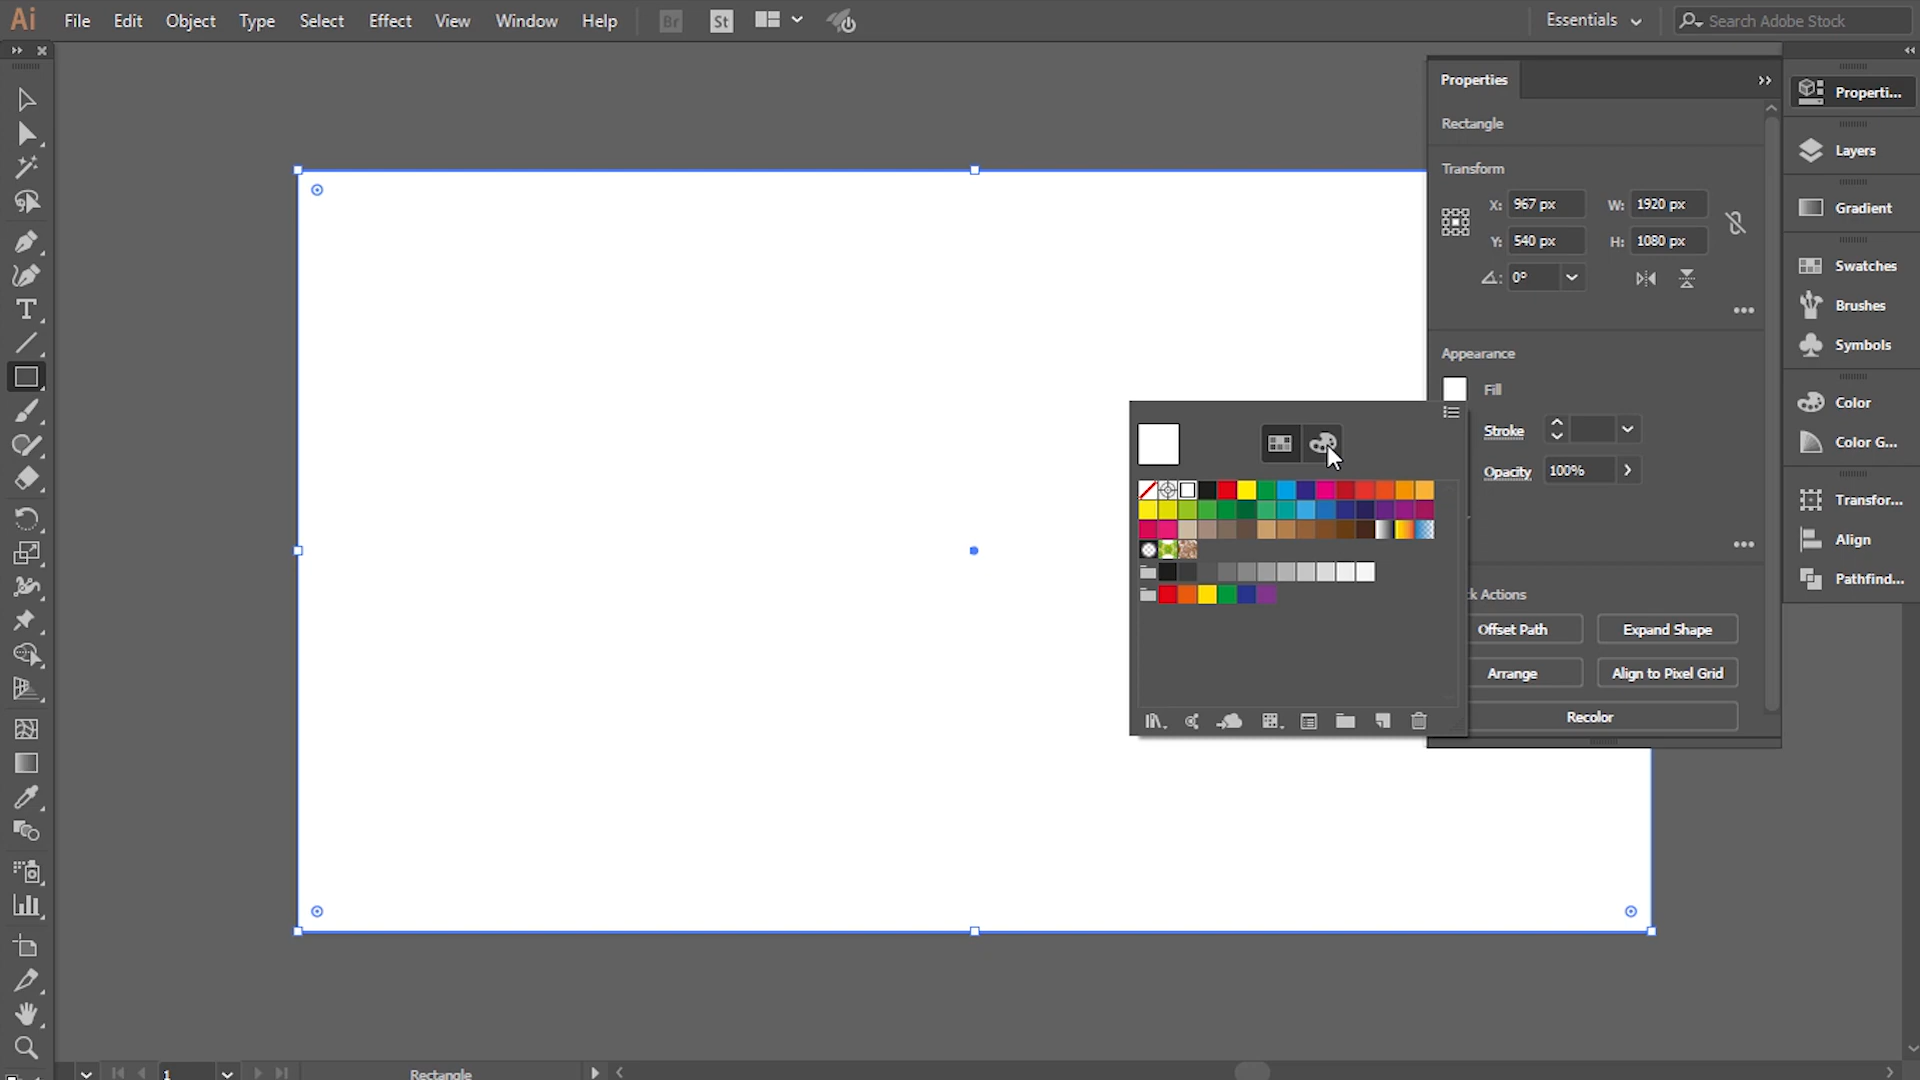 Ai File Edit Object Type Select Effect View Window Help Br St Essentials Search Adobe Stock
Properties
Rectangle
Transform
X: 967 px W: 1920 px
Y: 540 px H: 1080 px
0°
Appearance
Fill
Stroke
Opacity 100%
k Actions
Offset Path Expand Shape
Arrange Align to Pixel Grid
Recolor
Properti...
Layers
Gradient
Swatches
Brushes
Symbols
Color
Color G...
Transfor...
Align
Pathfind...
1 Rectangle